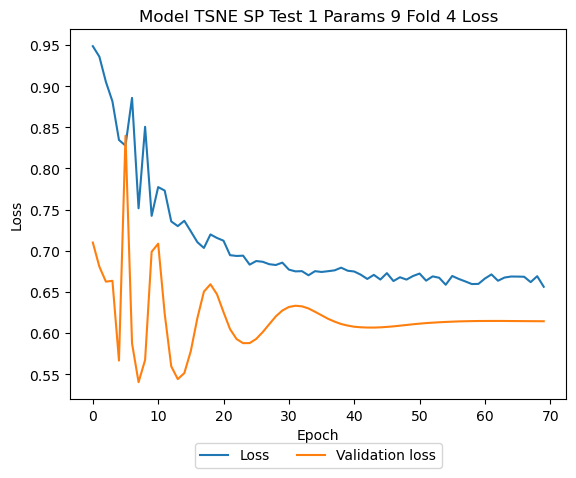 Model TSNE SP Test 1 Params 9 Fold 4 Loss
0.95
0.90
0.85
0.80
0.75
0.70
0.65
0.60
0.55
Loss
0 10 20 30 40 50 60 70
Epoch
Loss Validation loss